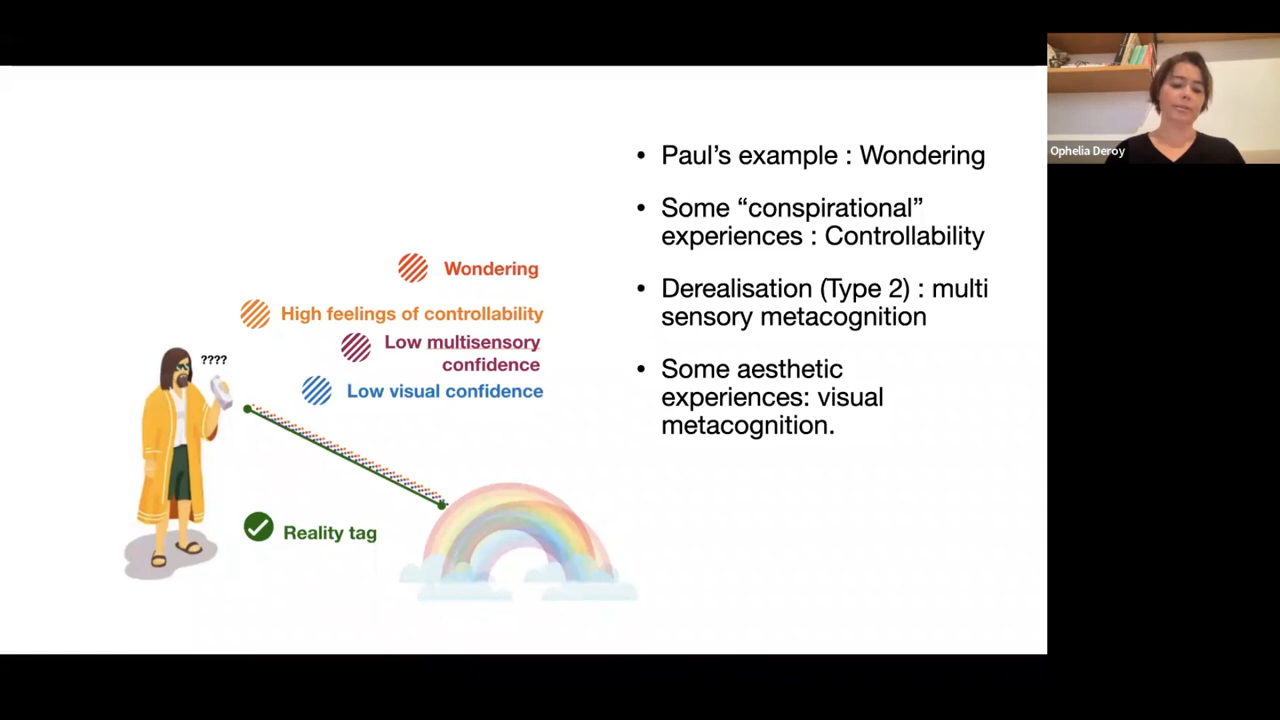 • Paul’s example : Wondering
• Some “conspirational”
experiences : Controllability
• Derealisation (Type 2) : multi
sensory metacognition
• Some aesthetic
experiences: visual
metacognition.
Wondering
High feelings of controllability
Low multisensory
confidence
Low visual confidence
????
Reality tag
Ophelia Deroy